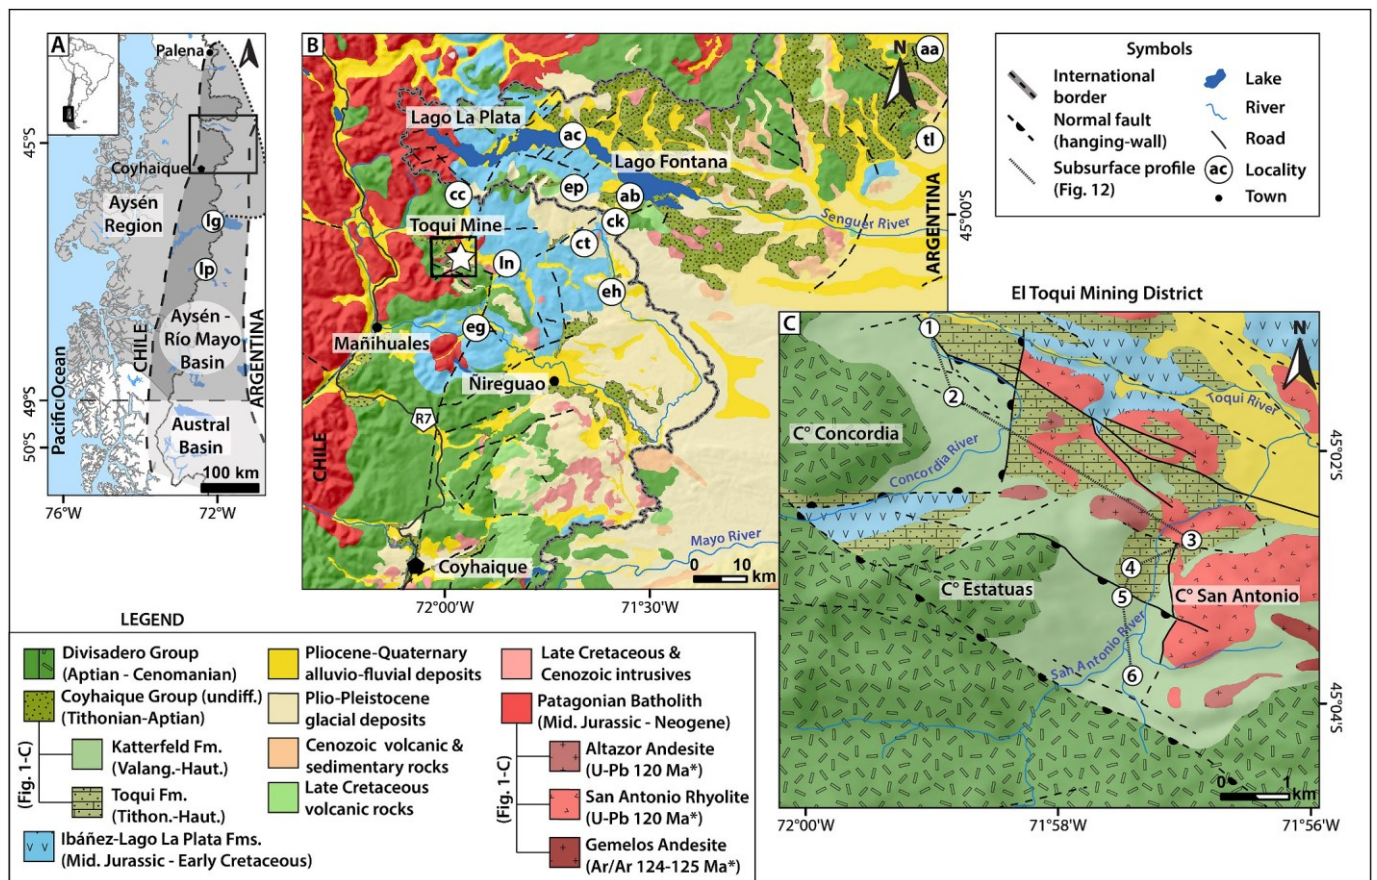 A
Palena
45°S
Coyhaique
Aysén
Region
lg
lp
Aysén -
Río Mayo
Basin
CHILE
ARGENTINA
Pacific Ocean
49°S
Austral
Basin
50°S
100 km
76°W
72°W
B
N
aa
Lago La Plata
ac
tl
Lago Fontana
ep
cc
ab
ck
Senguer River
Toqui Mine
ct
ln
eh
eg
Mañihuales
Ñireguao
R7
CHILE
ARGENTINA
45°00'S
Mayo River
Coyhaique
0 10
km
72°00'W
71°30'W
Symbols
International
border
Normal fault
(hanging-wall)
Subsurface profile
(Fig. 12)
Lake
River
Road
ac
Locality
Town
El Toqui Mining District
C
N
1
2
Toqui River
C° Concordia
Concordia River
45°02'S
3
4
5
C° Estatuas
C° San Antonio
San Antonio River
6
45°04'S
0 1
km
72°00'W
71°58'W
71°56'W
LEGEND
Divisadero Group
(Aptian - Cenomanian)
Coyhaique Group (undiff.)
(Tithonian-Aptian)
(Fig. 1-C)
Katterfeld Fm.
(Valang.-Haut.)
Toqui Fm.
(Tithon.-Haut.)
Ibáñez-Lago La Plata Fms.
(Mid. Jurassic - Early Cretaceous)
Pliocene-Quaternary
alluvio-fluvial deposits
Plio-Pleistocene
glacial deposits
Cenozoic volcanic &
sedimentary rocks
Late Cretaceous
volcanic rocks
Late Cretaceous &
Cenozoic intrusives
Patagonian Batholith
(Mid. Jurassic - Neogene)
(Fig. 1-C)
Altazor Andesite
(U-Pb 120 Ma*)
San Antonio Rhyolite
(U-Pb 120 Ma*)
Gemelos Andesite
(Ar/Ar 124-125 Ma*)